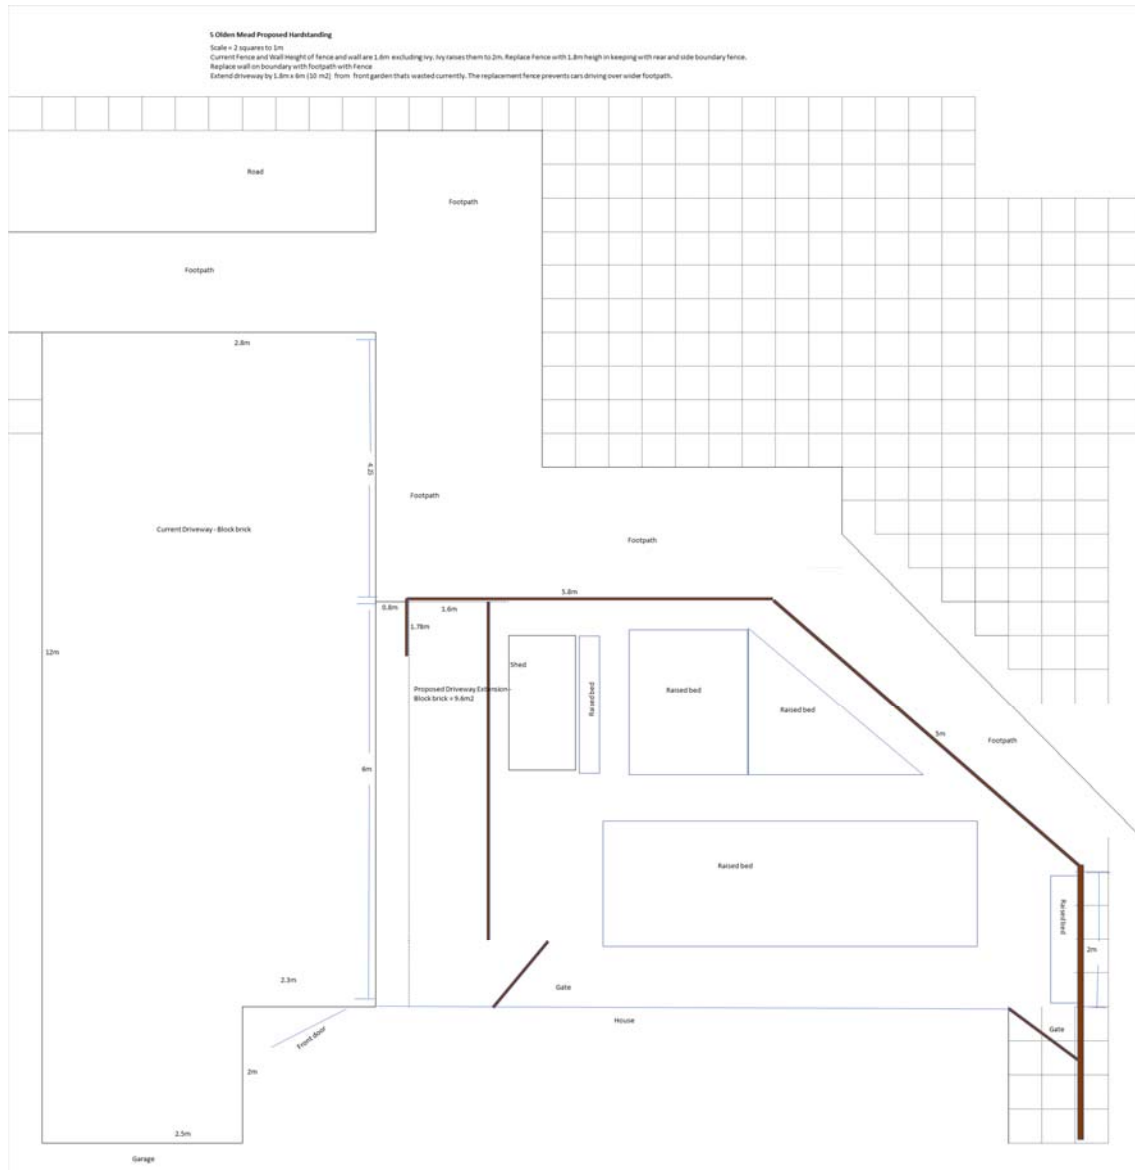 5 Olden Mead Proposed Hardstanding
Scale = 2 squares to 1m
Current Fence and Wall Height of fence and wall are 1.6m excluding ivy. Ivy raises them to 2m. Replace Fence with 1.8m heigh in keeping with rear and side boundary fence.
Replace wall on boundary with footpath with Fence
Extend driveway by 1.8m x 6m (10 m2) from front garden thats wasted currently. The replacement fence prevents cars driving over wider footpath.
Road
Footpath
Footpath
2.8m
4.25
Footpath
Current Driveway - Block brick
Footpath
5.8m
0.8m
1.6m
1.78m
12m
Shed
Proposed Driveway Extension -
Block brick = 9.6m2
Raised bed
Raised bed
Raised bed
5m
Footpath
6m
Raised bed
Raised bed
2m
2.3m
Gate
House
Front door
Gate
2m
2.5m
Garage